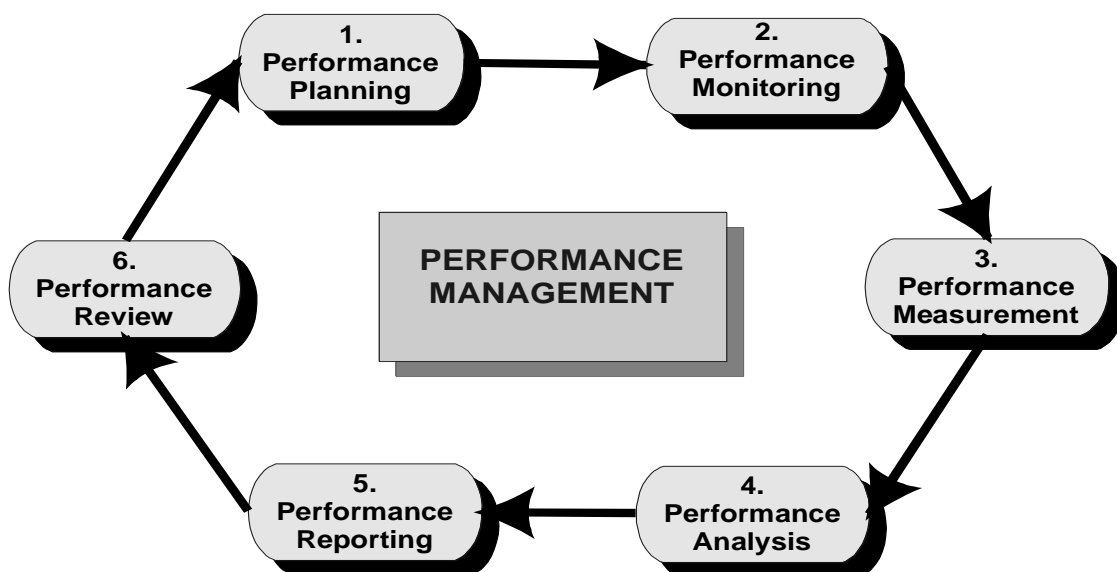 1.
Performance
Planning
2.
Performance
Monitoring
PERFORMANCE
MANAGEMENT
3.
Performance
Measurement
4.
Performance
Analysis
5.
Performance
Reporting
6.
Performance
Review